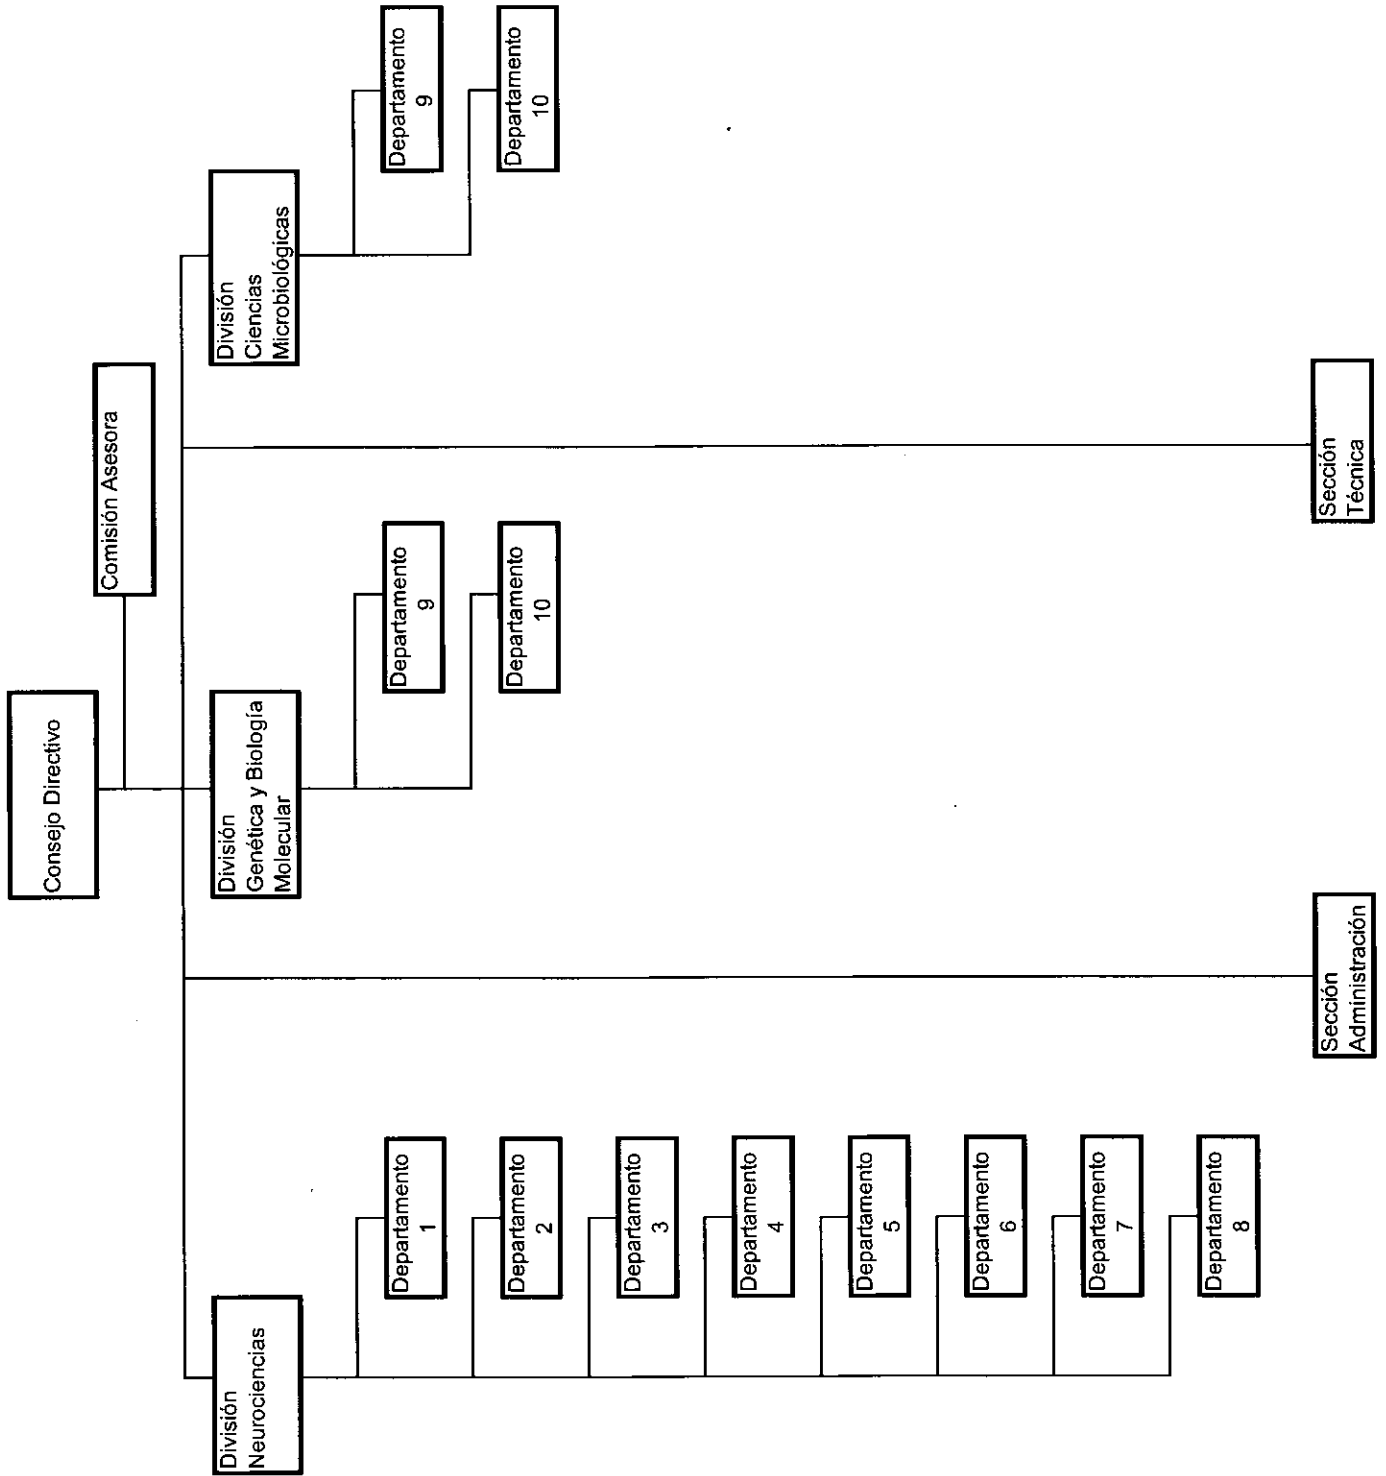 Consejo Directivo
Comisión Asesora
División
Neurociencias
División
Genética y Biología
Molecular
División
Ciencias
Microbiológicas
Departamento
1
Departamento
2
Departamento
3
Departamento
4
Departamento
5
Departamento
6
Departamento
7
Departamento
8
Departamento
9
Departamento
10
Departamento
9
Departamento
10
Sección
Administración
Sección
Técnica